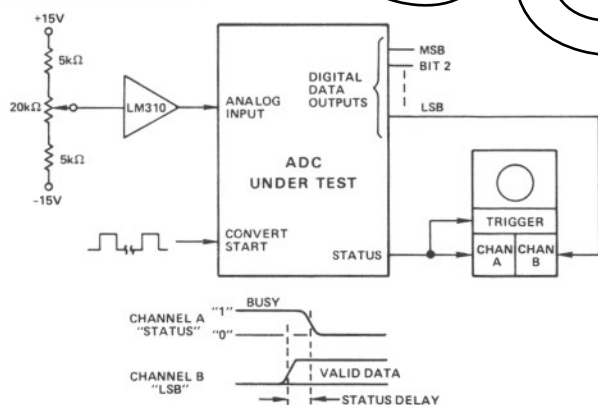 +15V
5kΩ
20kΩ
5kΩ
-15V
LM310
ANALOG
INPUT
DIGITAL
DATA
OUTPUTS
MSB
BIT 2
LSB
ADC
UNDER TEST
CONVERT
START
STATUS
TRIGGER
CHAN
A
CHAN
B
CHANNEL A
"STATUS"
"1"
BUSY
"0"
CHANNEL B
"LSB"
VALID DATA
STATUS DELAY